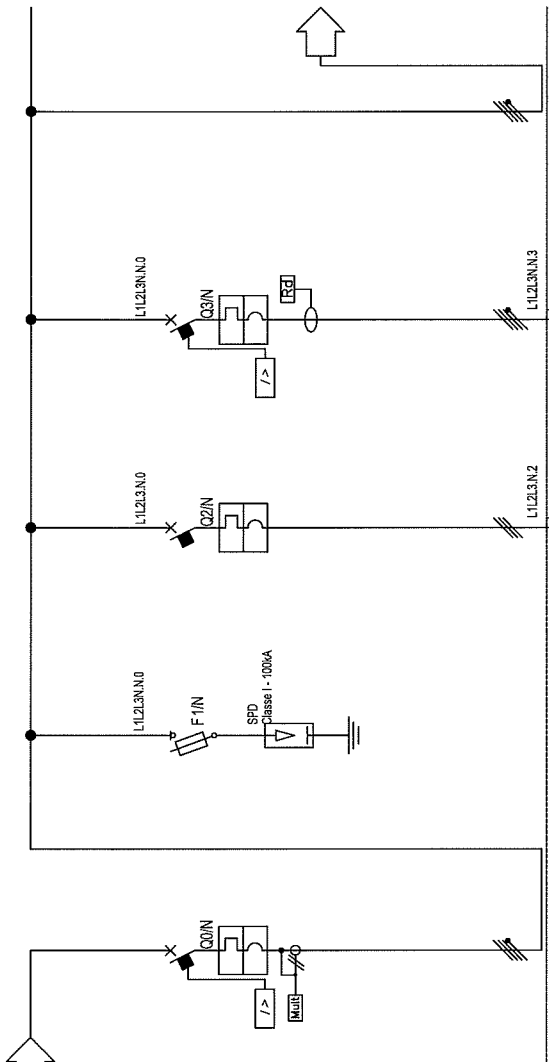 L1L2L3N.N.0
Q3/N
Rd
I >
L1L2L3N.N.3
L1L2L3.N.0
Q2/N
L1L2L3.N.2
L1L2L3N.N.0
F1/N
SPD
Classe I - 100kA
Q0/N
I >
Mult